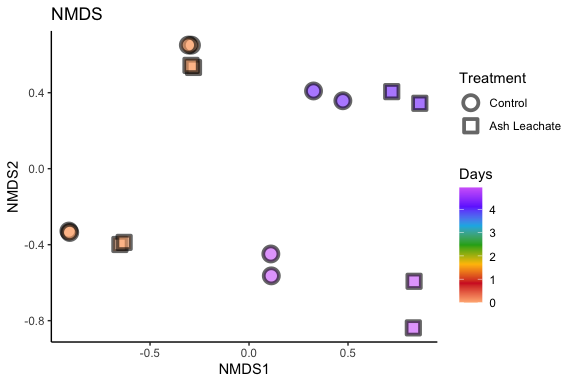 NMDS
NMDS2
0.4
0.0
-0.4
-0.8
-0.5
0.0
0.5
NMDS1
Treatment
Control
Ash Leachate
Days
4
3
2
1
0